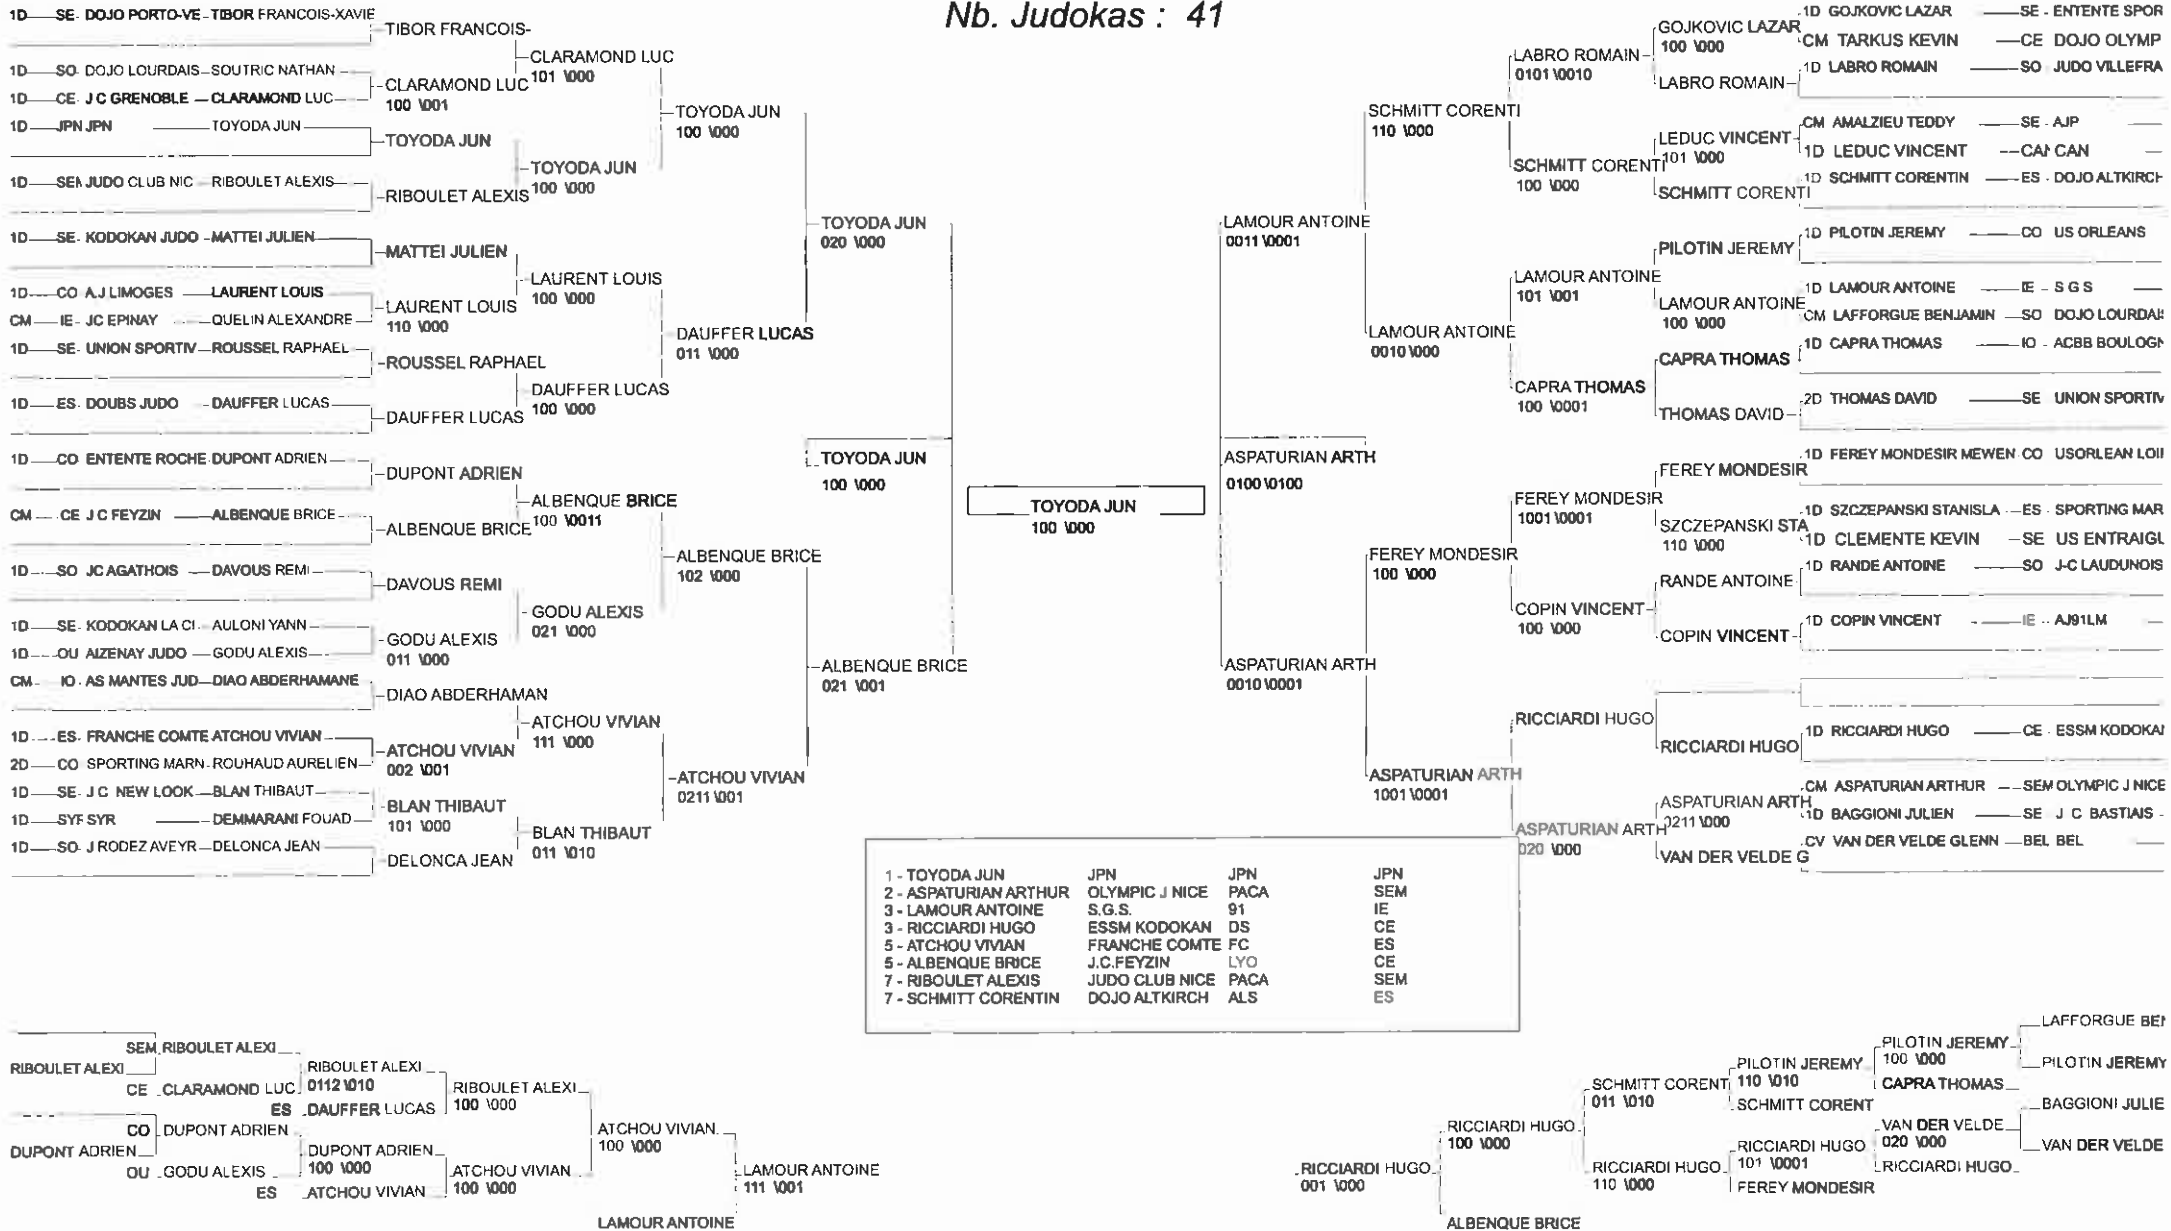 Nb. Judokas : 41
1D SE- DOJO PORTO-VE TIBOR FRANCOIS-XAVIE
1D SO- DOJO LOURDAIS SOUTRIC NATHAN
1D CE- J C GRENOBLE CLARAMOND LUC
1D JPN JPN TOYODA JUN
1D SEM JUDO CLUB NIC RIBOULET ALEXIS
1D SE- KODOKAN JUDO MATTEI JULIEN
1D CO A.J LIMOGES LAURENT LOUIS
CM IE- JC EPINAY QUELIN ALEXANDRE
1D SE- UNION SPORTIV ROUSSEL RAPHAEL
1D ES- DOUBS JUDO DAUFFER LUCAS
1D CO ENTENTE ROCHE DUPONT ADRIEN
CM CE J C FEYZIN ALBENQUE BRICE
1D SO JC AGATHOIS DAVOUS REMI
1D SE- KODOKAN LA CI AULONI YANN
1D OU AIZENAY JUDO GODU ALEXIS
CM IO- AS MANTES JUD DIAO ABDERHAMANE
1D ES- FRANCHE COMTE ATCHOU VIVIAN
2D CO SPORTING MARN ROUHAUD AURELIEN
1D SE- J C NEW LOOK BLAN THIBAUT
1D SYR SYR DEMMARANI FOUAD
1D SO- J RODEZ AVEYR DELONCA JEAN
TIBOR FRANCOIS-
CLARAMOND LUC
100 \001
TOYODA JUN
RIBOULET ALEXIS
MATTEI JULIEN
LAURENT LOUIS
110 \000
ROUSSEL RAPHAEL
DAUFFER LUCAS
DUPONT ADRIEN
ALBENQUE BRICE
DAVOUS REMI
GODU ALEXIS
011 \000
DIAO ABDERHAMAN
ATCHOU VIVIAN
002 \001
BLAN THIBAUT
101 \000
DELONCA JEAN
CLARAMOND LUC
101 \000
TOYODA JUN
100 \000
LAURENT LOUIS
100 \000
DAUFFER LUCAS
100 \000
ALBENQUE BRICE
100 \0011
GODU ALEXIS
021 \000
ATCHOU VIVIAN
111 \000
BLAN THIBAUT
011 \010
TOYODA JUN
100 \000
DAUFFER LUCAS
011 \000
ALBENQUE BRICE
102 \000
ATCHOU VIVIAN
0211 \001
TOYODA JUN
020 \000
TOYODA JUN
100 \000
ALBENQUE BRICE
021 \001
TOYODA JUN
100 \000
LAMOUR ANTOINE
0011 \0001
ASPATURIAN ARTH
0100 \0100
ASPATURIAN ARTH
0010 \0001
SCHMITT CORENTI
110 \000
LAMOUR ANTOINE
0010 \000
FEREY MONDESIR
100 \000
ASPATURIAN ARTH
1001 \0001
LABRO ROMAIN
0101 \0010
SCHMITT CORENTI
100 \000
LAMOUR ANTOINE
101 \001
CAPRA THOMAS
100 \0001
FEREY MONDESIR
1001 \0001
COPIN VINCENT
100 \000
RICCIARDI HUGO
ASPATURIAN ARTH
020 \000
GOJKOVIC LAZAR
100 \000
LABRO ROMAIN
LEDUC VINCENT
101 \000
SCHMITT CORENTI
PILOTIN JEREMY
LAMOUR ANTOINE
100 \000
CAPRA THOMAS
THOMAS DAVID
FEREY MONDESIR
SZCZEPANSKI STA
110 \000
RANDE ANTOINE
COPIN VINCENT
RICCIARDI HUGO
ASPATURIAN ARTH
0211 \000
VAN DER VELDE G
1D GOJKOVIC LAZAR SE - ENTENTE SPOR
CM TARKUS KEVIN CE DOJO OLYMP
1D LABRO ROMAIN SO JUDO VILLEFRA
CM AMALZIEU TEDDY SE - AJP
1D LEDUC VINCENT CAN CAN
1D SCHMITT CORENTIN ES - DOJO ALTKIRCH
1D PILOTIN JEREMY CO US ORLEANS
1D LAMOUR ANTOINE IE - S G S
CM LAFFORGUE BENJAMIN SO DOJO LOURDAIS
1D CAPRA THOMAS IO - ACBB BOULOGN
2D THOMAS DAVID SE UNION SPORTIV
1D FEREY MONDESIR MEWEN CO USORLEAN LOII
1D SZCZEPANSKI STANISLA ES - SPORTING MAR
1D CLEMENTE KEVIN SE US ENTRAIGU
1D RANDE ANTOINE SO J-C LAUDUNOIS
1D COPIN VINCENT IE - AJ91LM
1D RICCIARDI HUGO CE - ESSM KODOKAN
CM ASPATURIAN ARTHUR SEM OLYMPIC J NICE
1D BAGGIONI JULIEN SE J C BASTIAIS
CV VAN DER VELDE GLENN BEL BEL
1 - TOYODA JUN JPN JPN JPN
2 - ASPATURIAN ARTHUR OLYMPIC J NICE PACA SEM
3 - LAMOUR ANTOINE S.G.S. 91 IE
3 - RICCIARDI HUGO ESSM KODOKAN DS CE
5 - ATCHOU VIVIAN FRANCHE COMTE FC ES
5 - ALBENQUE BRICE J.C.FEYZIN LYO CE
7 - RIBOULET ALEXIS JUDO CLUB NICE PACA SEM
7 - SCHMITT CORENTIN DOJO ALTKIRCH ALS ES
RIBOULET ALEXI
DUPONT ADRIEN
SEM RIBOULET ALEXI
CE CLARAMOND LUC
ES DAUFFER LUCAS
CO DUPONT ADRIEN
OU GODU ALEXIS
ES ATCHOU VIVIAN
RIBOULET ALEXI
0112 \010
DUPONT ADRIEN
100 \000
RIBOULET ALEXI
100 \000
ATCHOU VIVIAN
100 \000
ATCHOU VIVIAN
100 \000
LAMOUR ANTOINE
LAMOUR ANTOINE
111 \001
RICCIARDI HUGO
001 \000
RICCIARDI HUGO
100 \000
ALBENQUE BRICE
SCHMITT CORENT
011 \010
RICCIARDI HUGO
110 \000
PILOTIN JEREMY
110 \010
SCHMITT CORENT
RICCIARDI HUGO
101 \0001
FEREY MONDESIR
PILOTIN JEREMY
100 \000
CAPRA THOMAS
VAN DER VELDE
020 \000
RICCIARDI HUGO
LAFFORGUE BEN
PILOTIN JEREMY
BAGGIONI JULIE
VAN DER VELDE